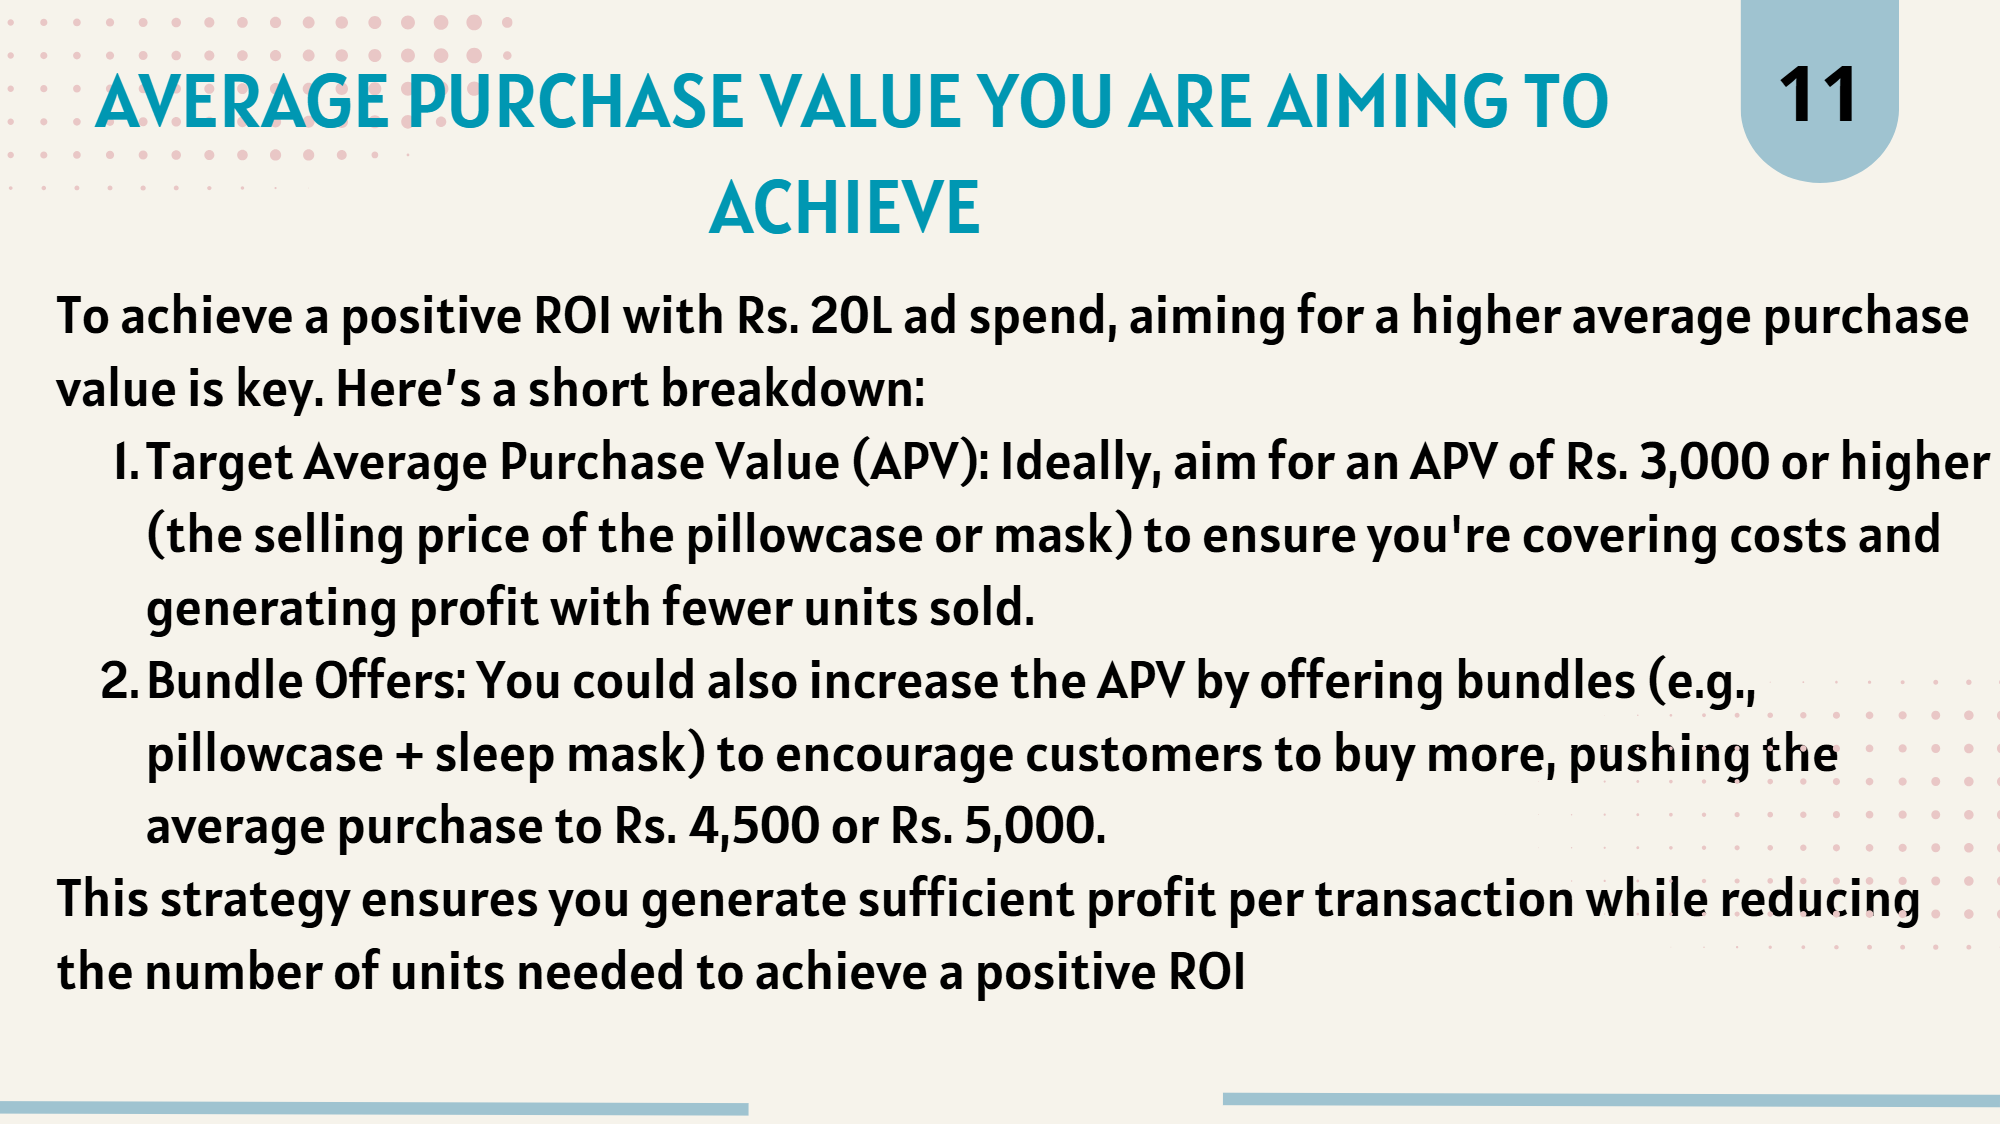 AVERAGE PURCHASE VALUE YOU ARE AIMING TO
ACHIEVE
11
To achieve a positive ROI with Rs. 20L ad spend, aiming for a higher average purchase
value is key. Here’s a short breakdown:
1. Target Average Purchase Value (APV): Ideally, aim for an APV of Rs. 3,000 or higher
(the selling price of the pillowcase or mask) to ensure you're covering costs and
generating profit with fewer units sold.
2. Bundle Offers: You could also increase the APV by offering bundles (e.g.,
pillowcase + sleep mask) to encourage customers to buy more, pushing the
average purchase to Rs. 4,500 or Rs. 5,000.
This strategy ensures you generate sufficient profit per transaction while reducing
the number of units needed to achieve a positive ROI